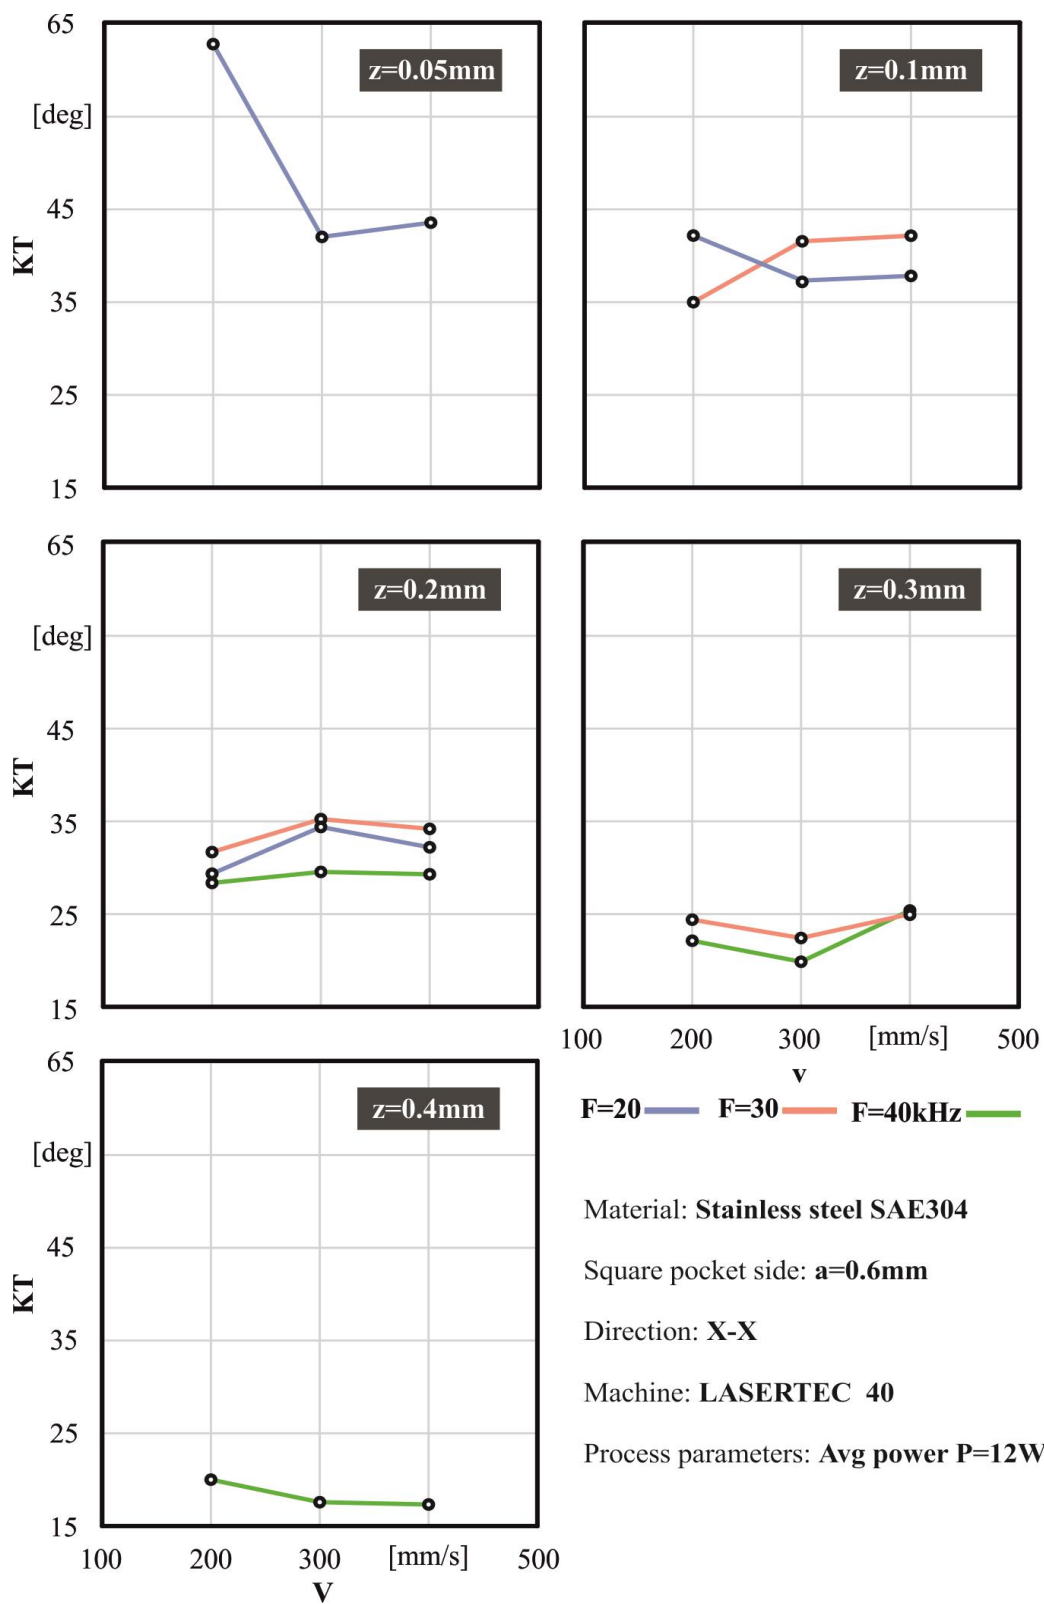 65
z=0.05mm
z=0.1mm
[deg]
45
KT
35
25
15
65
z=0.2mm
z=0.3mm
[deg]
45
KT
35
25
15
100 200 300 [mm/s] 500
v
65
z=0.4mm
F=20 F=30 F=40kHz
[deg]
Material: Stainless steel SAE304
45
Square pocket side: a=0.6mm
KT
35
Direction: X-X
Machine: LASERTEC 40
25
Process parameters: Avg power P=12W
15
100 200 300 [mm/s] 500
V